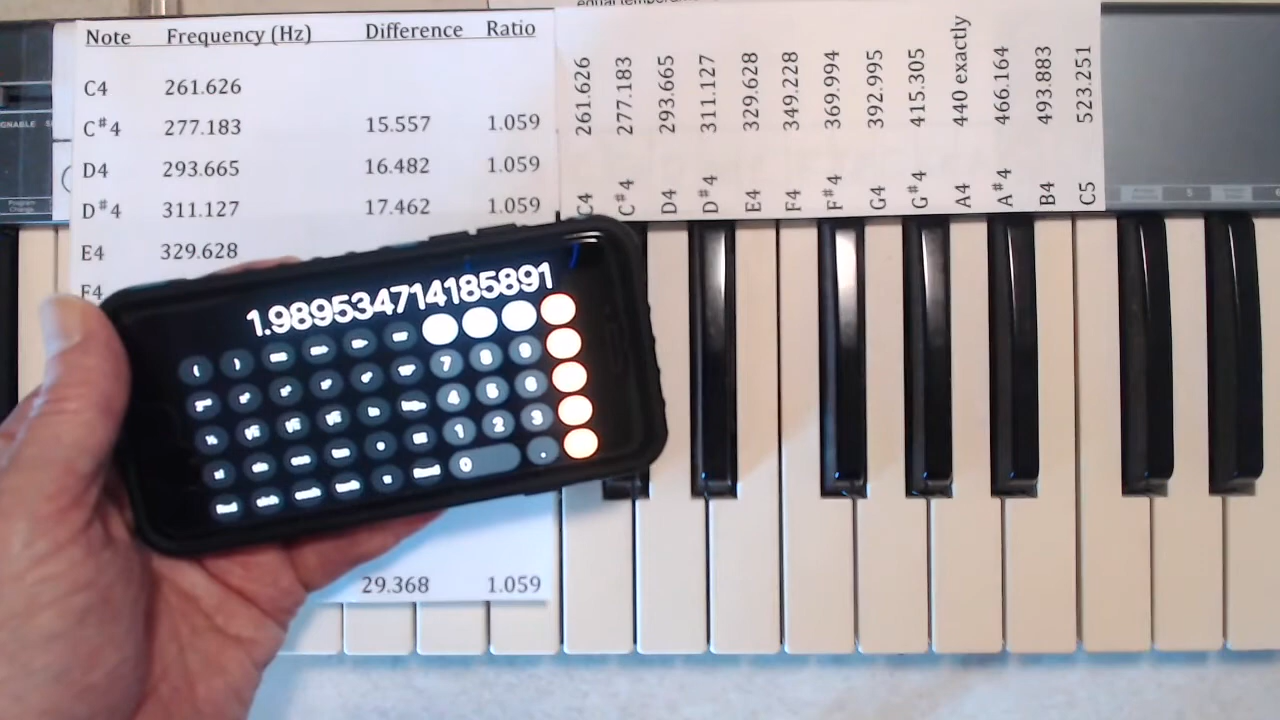 Note Frequency (Hz) Difference Ratio
C4 261.626
C#4 277.183 15.557 1.059
D4 293.665 16.482 1.059
D#4 311.127 17.462 1.059
E4 329.628
F4
29.368 1.059
C4 261.626
C#4 277.183
D4 293.665
D#4 311.127
E4 329.628
F4 349.228
F#4 369.994
G4 392.995
G#4 415.305
A4 440 exactly
A#4 466.164
B4 493.883
C5 523.251
1.989534714185891
7 8 9
4 5 6
1 2 3
0 .
Program
Change